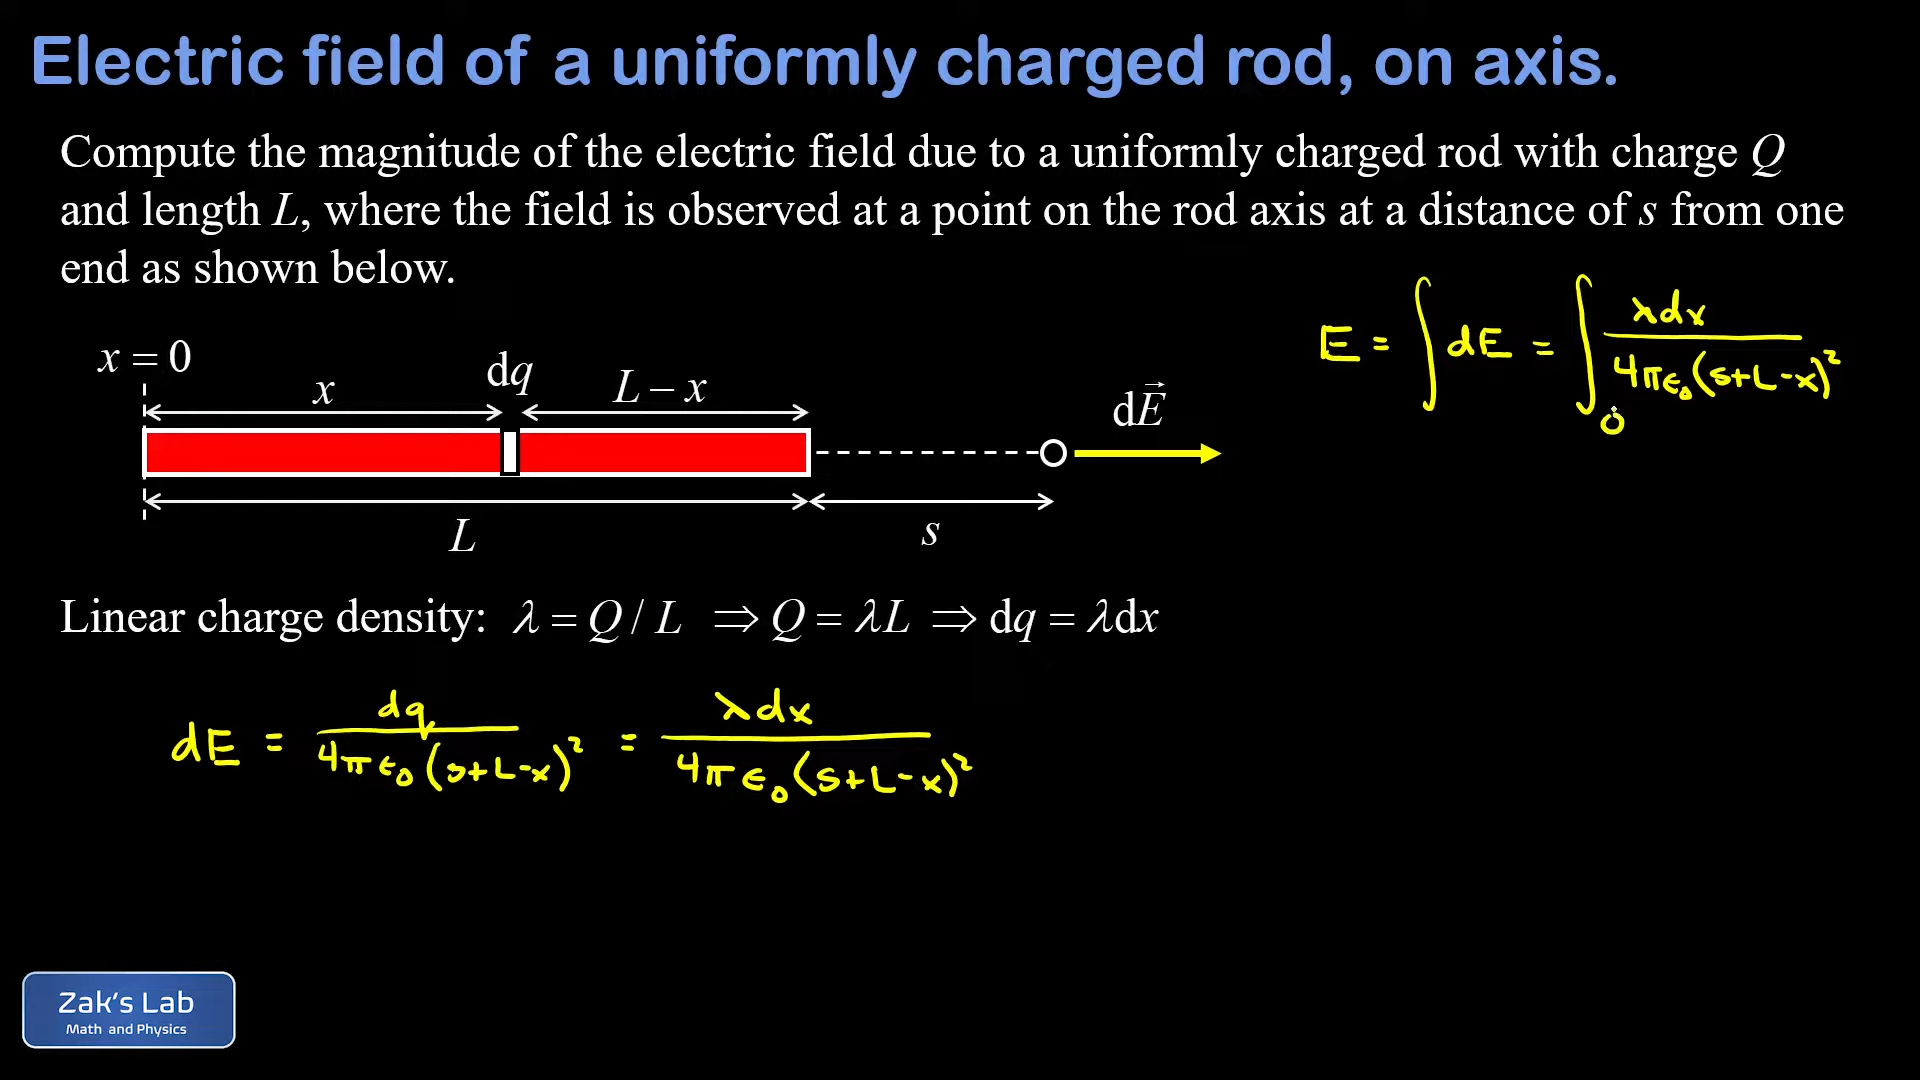 Electric field of a uniformly charged rod, on axis.
Compute the magnitude of the electric field due to a uniformly charged rod with charge Q
and length L, where the field is observed at a point on the rod axis at a distance of s from one
end as shown below.
E = ∫ dE = ∫₀ λdx / 4πϵ₀(s+L-x)²
x = 0
x
dq
L – x
dE⃗
L
s
Linear charge density: λ = Q / L ⇒ Q = λL ⇒ dq = λdx
dE = dq / 4πϵ₀(s+L-x)² = λdx / 4πϵ₀(s+L-x)²
Zak's Lab
Math and Physics